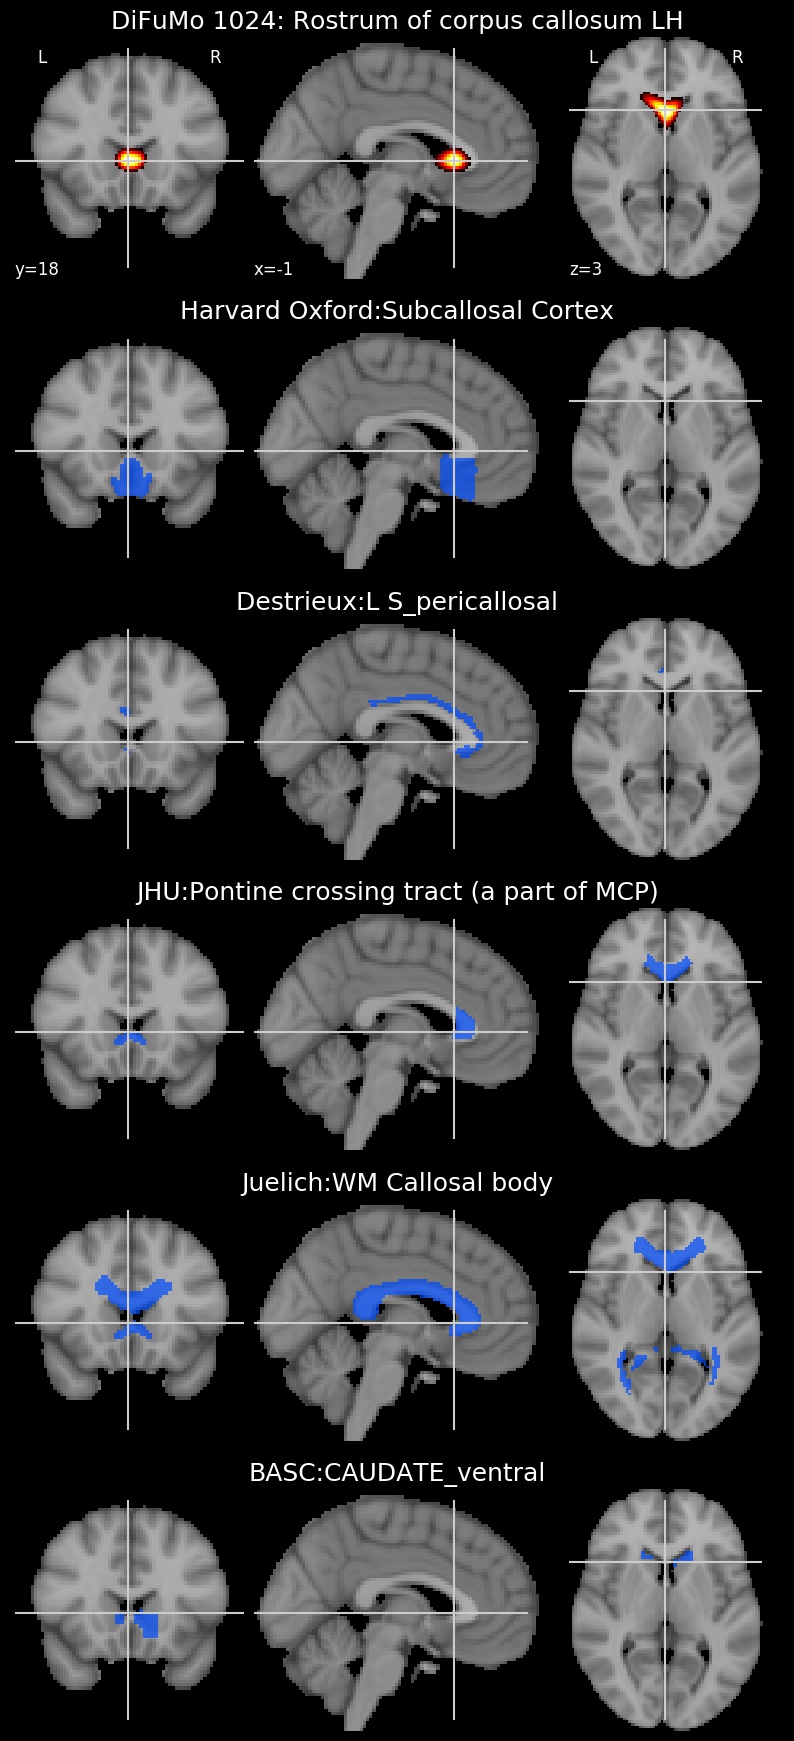 DiFuMo 1024: Rostrum of corpus callosum LH
L R L R
y=18 x=-1 z=3
Harvard Oxford:Subcallosal Cortex
Destrieux:L S_pericallosal
JHU:Pontine crossing tract (a part of MCP)
Juelich:WM Callosal body
BASC:CAUDATE_ventral